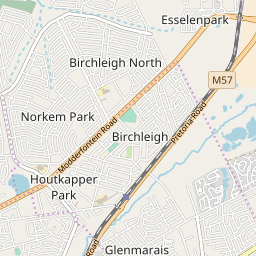 Esselenpark
Birchleigh North
M57
Norkem Park
Modderfontein Road
Pretoria Road
Birchleigh
Houtkapper
Park
Road
Glenmarais